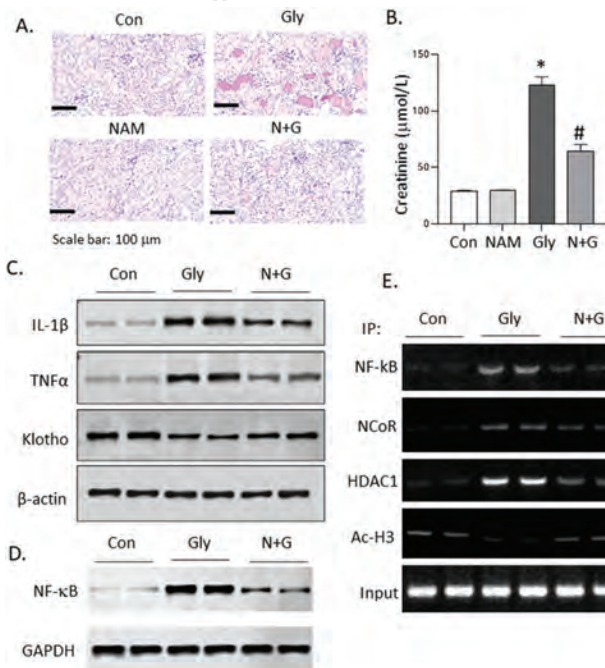 A.
Con
Gly
NAM
N+G
Scale bar: 100 μm
B.
Creatinine (μmol/L)
150
100
50
0
*
#
Con NAM Gly N+G
C.
Con Gly N+G
IL-1β
TNFα
Klotho
β-actin
D.
Con Gly N+G
NF-κB
GAPDH
E.
IP:
Con Gly N+G
NF-kB
NCoR
HDAC1
Ac-H3
Input